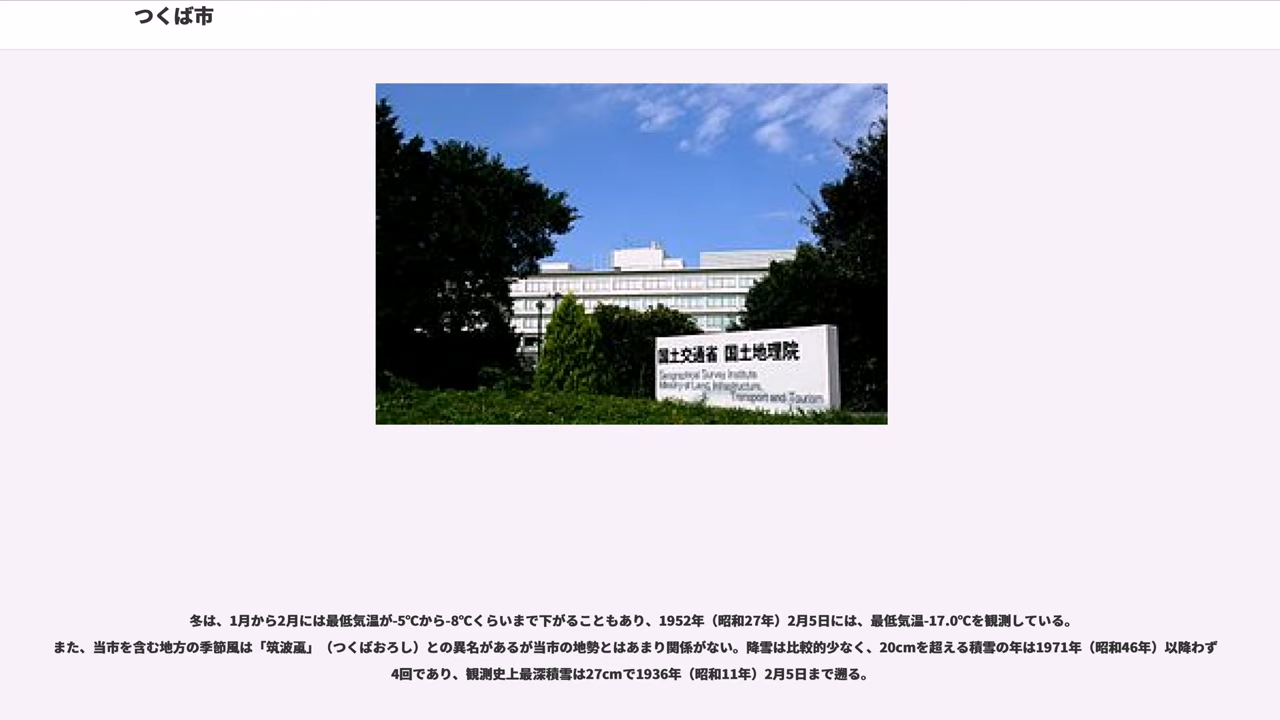 つくば市
国土交通省 国土地理院
Geographical Survey Institute
Ministry of Land, Infrastructure,
Transport and Tourism
冬は、1月から2月には最低気温が-5℃から-8℃くらいまで下がることもあり、1952年（昭和27年）2月5日には、最低気温-17.0℃を観測している。
また、当市を含む地方の季節風は「筑波颪」（つくばおろし）との異名があるが当市の地勢とはあまり関係がない。降雪は比較的少なく、20cmを超える積雪の年は1971年（昭和46年）以降わず
4回であり、観測史上最深積雪は27cmで1936年（昭和11年）2月5日まで遡る。